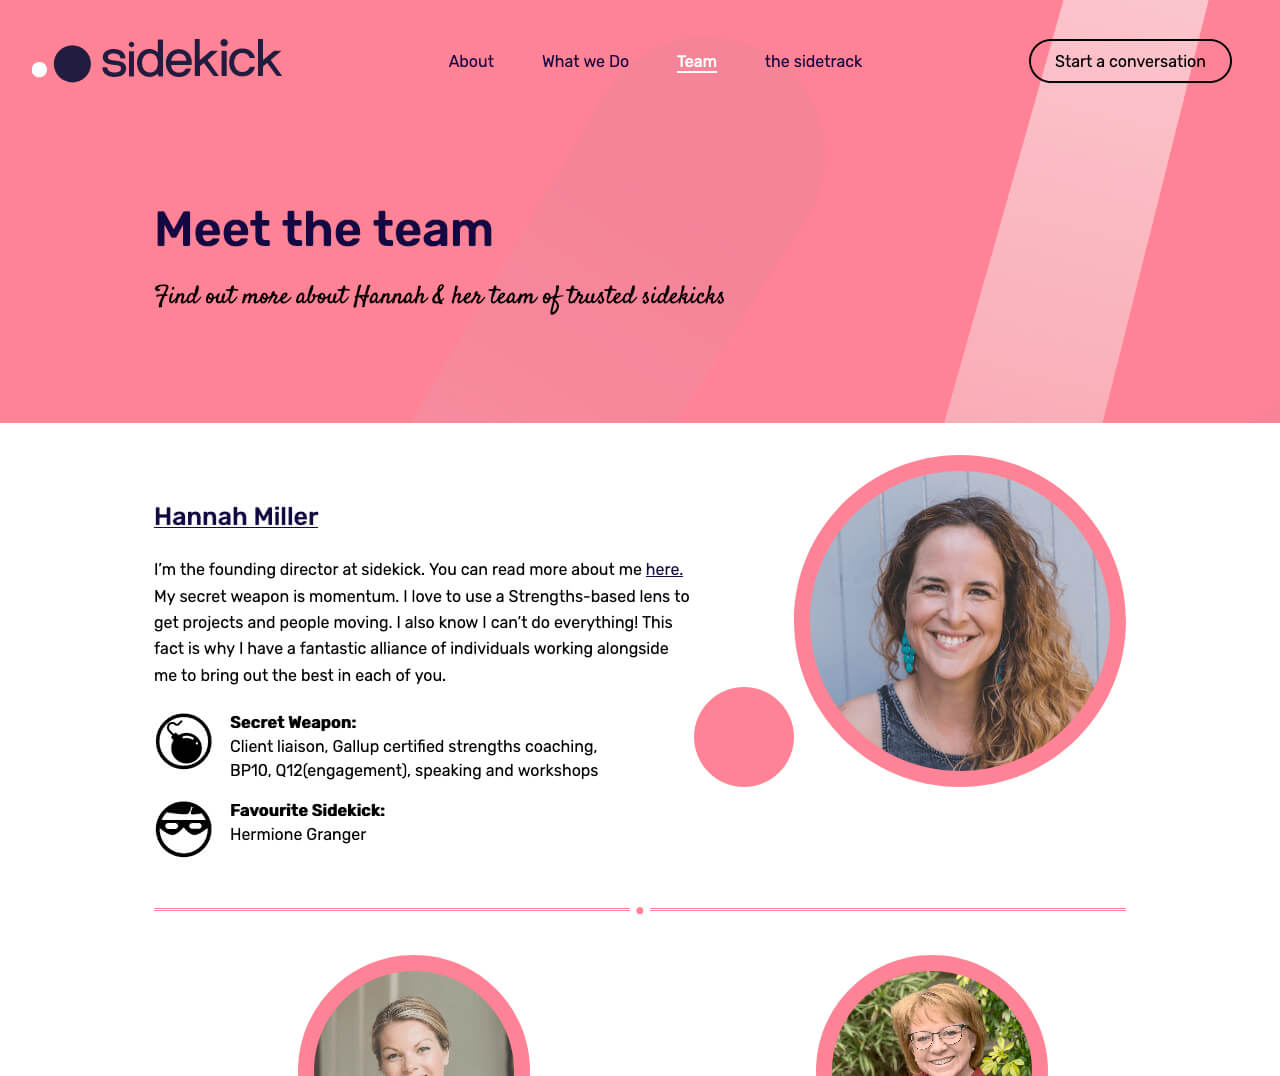 sidekick
About
What we Do
Team
the sidetrack
Start a conversation
Meet the team
Find out more about Hannah & her team of trusted sidekicks
Hannah Miller
I’m the founding director at sidekick. You can read more about me here.
My secret weapon is momentum. I love to use a Strengths-based lens to
get projects and people moving. I also know I can’t do everything! This
fact is why I have a fantastic alliance of individuals working alongside
me to bring out the best in each of you.
Secret Weapon:
Client liaison, Gallup certified strengths coaching,
BP10, Q12(engagement), speaking and workshops
Favourite Sidekick:
Hermione Granger